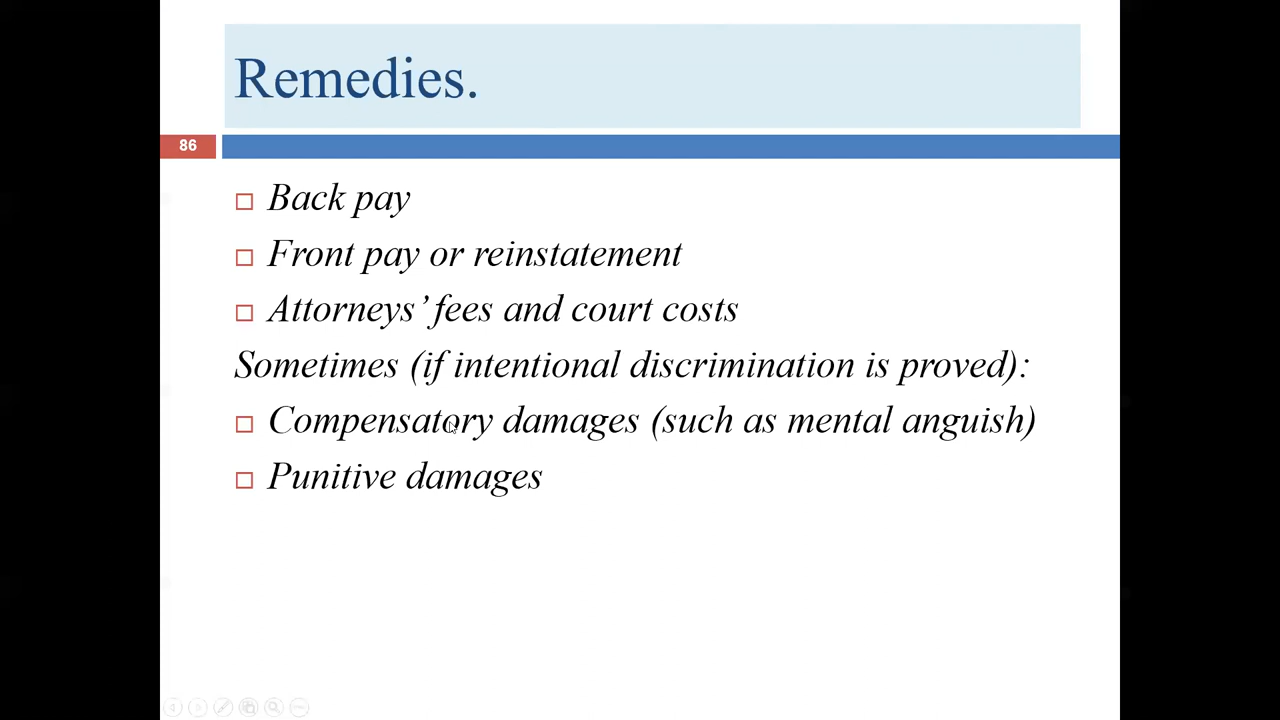 Remedies.
86
Back pay
Front pay or reinstatement
Attorneys’ fees and court costs
Sometimes (if intentional discrimination is proved):
Compensatory damages (such as mental anguish)
Punitive damages